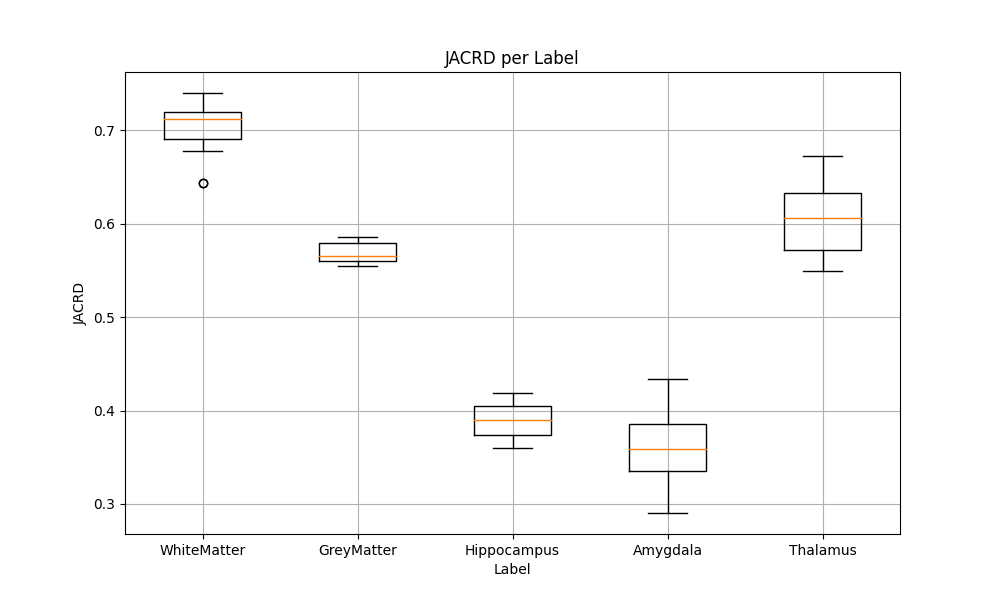 JACRD per Label
JACRD
0.7
0.6
0.5
0.4
0.3
WhiteMatter
GreyMatter
Hippocampus
Amygdala
Thalamus
Label